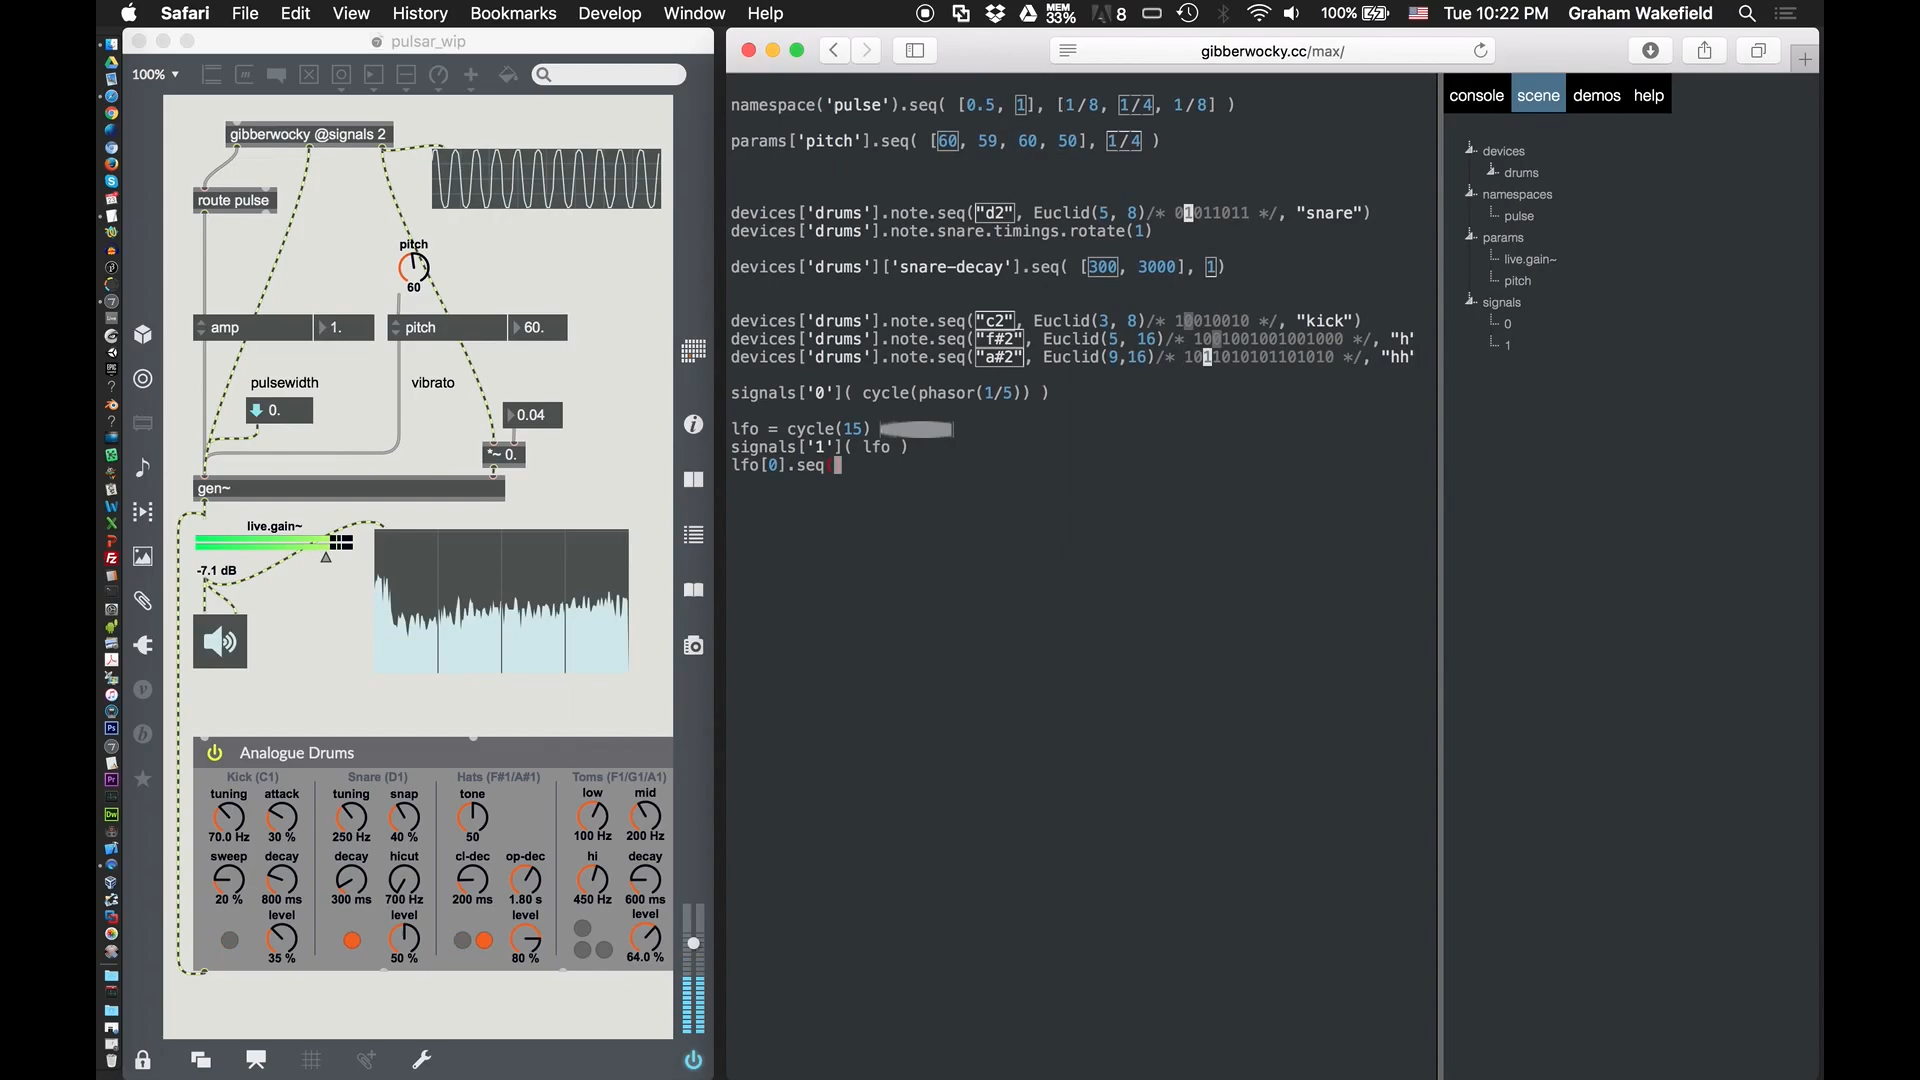 Safari File Edit View History Bookmarks Develop Window Help MEM 33% 8 100% Tue 10:22 PM Graham Wakefield
pulsar_wip
100%
gibberwocky @signals 2
route pulse
pitch
60
amp 1. pitch 60.
pulsewidth vibrato
0. 0.04
*~ 0.
gen~
live.gain~
-7.1 dB
Analogue Drums
Kick (C1) Snare (D1) Hats (F#1/A#1) Toms (F1/G1/A1)
tuning attack tuning snap tone low mid
70.0 Hz 30 % 250 Hz 40 % 50 100 Hz 200 Hz
sweep decay decay hicut cl-dec op-dec hi decay
20 % 800 ms 300 ms 700 Hz 200 ms 1.80 s 450 Hz 600 ms
level level level level
35 % 50 % 80 % 64.0 %
gibberwocky.cc/max/
namespace('pulse').seq( [0.5, 1], [1/8, 1/4, 1/8] )
params['pitch'].seq( [60, 59, 60, 50], 1/4 )
devices['drums'].note.seq("d2", Euclid(5, 8)/* 01011011 */, "snare")
devices['drums'].note.snare.timings.rotate(1)
devices['drums']['snare-decay'].seq( [300, 3000], 1)
devices['drums'].note.seq("c2", Euclid(3, 8)/* 10010010 */, "kick")
devices['drums'].note.seq("f#2", Euclid(5, 16)/* 1001001001001000 */, "h'
devices['drums'].note.seq("a#2", Euclid(9,16)/* 1011010101101010 */, "hh'
signals['0']( cycle(phasor(1/5)) )
lfo = cycle(15)
signals['1']( lfo )
lfo[0].seq(
console scene demos help
devices
drums
namespaces
pulse
params
live.gain~
pitch
signals
0
1